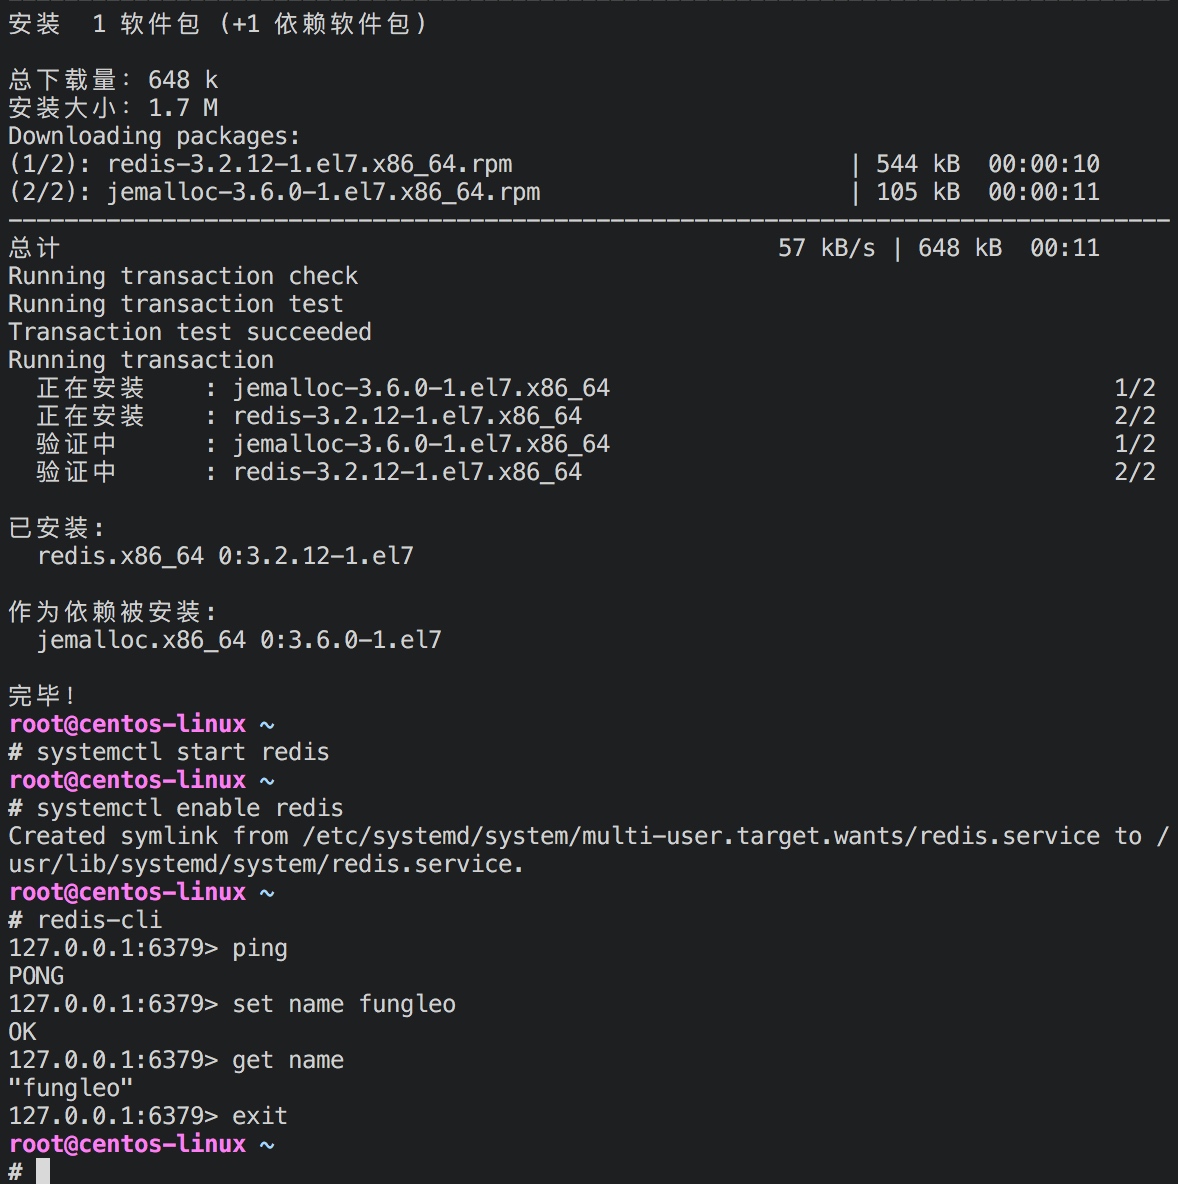 安装  1 软件包 (+1 依赖软件包)
总下载量：648 k
安装大小：1.7 M
Downloading packages:
(1/2): redis-3.2.12-1.el7.x86_64.rpm | 544 kB  00:00:10
(2/2): jemalloc-3.6.0-1.el7.x86_64.rpm | 105 kB  00:00:11
--------------------------------------------------------------------------------
总计 57 kB/s | 648 kB  00:11
Running transaction check
Running transaction test
Transaction test succeeded
Running transaction
  正在安装    : jemalloc-3.6.0-1.el7.x86_64 1/2
  正在安装    : redis-3.2.12-1.el7.x86_64 2/2
  验证中      : jemalloc-3.6.0-1.el7.x86_64 1/2
  验证中      : redis-3.2.12-1.el7.x86_64 2/2
已安装:
  redis.x86_64 0:3.2.12-1.el7
作为依赖被安装:
  jemalloc.x86_64 0:3.6.0-1.el7
完毕！
root@centos-linux ~
# systemctl start redis
root@centos-linux ~
# systemctl enable redis
Created symlink from /etc/systemd/system/multi-user.target.wants/redis.service to /
usr/lib/systemd/system/redis.service.
root@centos-linux ~
# redis-cli
127.0.0.1:6379> ping
PONG
127.0.0.1:6379> set name fungleo
OK
127.0.0.1:6379> get name
"fungleo"
127.0.0.1:6379> exit
root@centos-linux ~
#